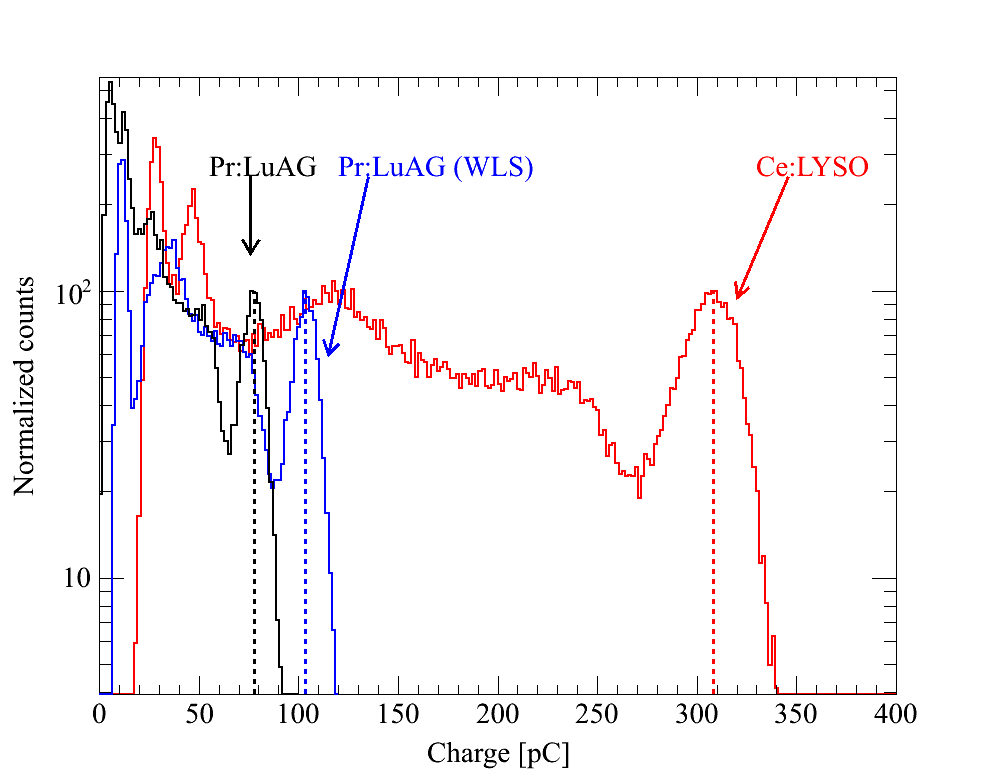 Pr:LuAG Pr:LuAG (WLS) Ce:LYSO
10²
10
Normalized counts
0 50 100 150 200 250 300 350 400
Charge [pC]